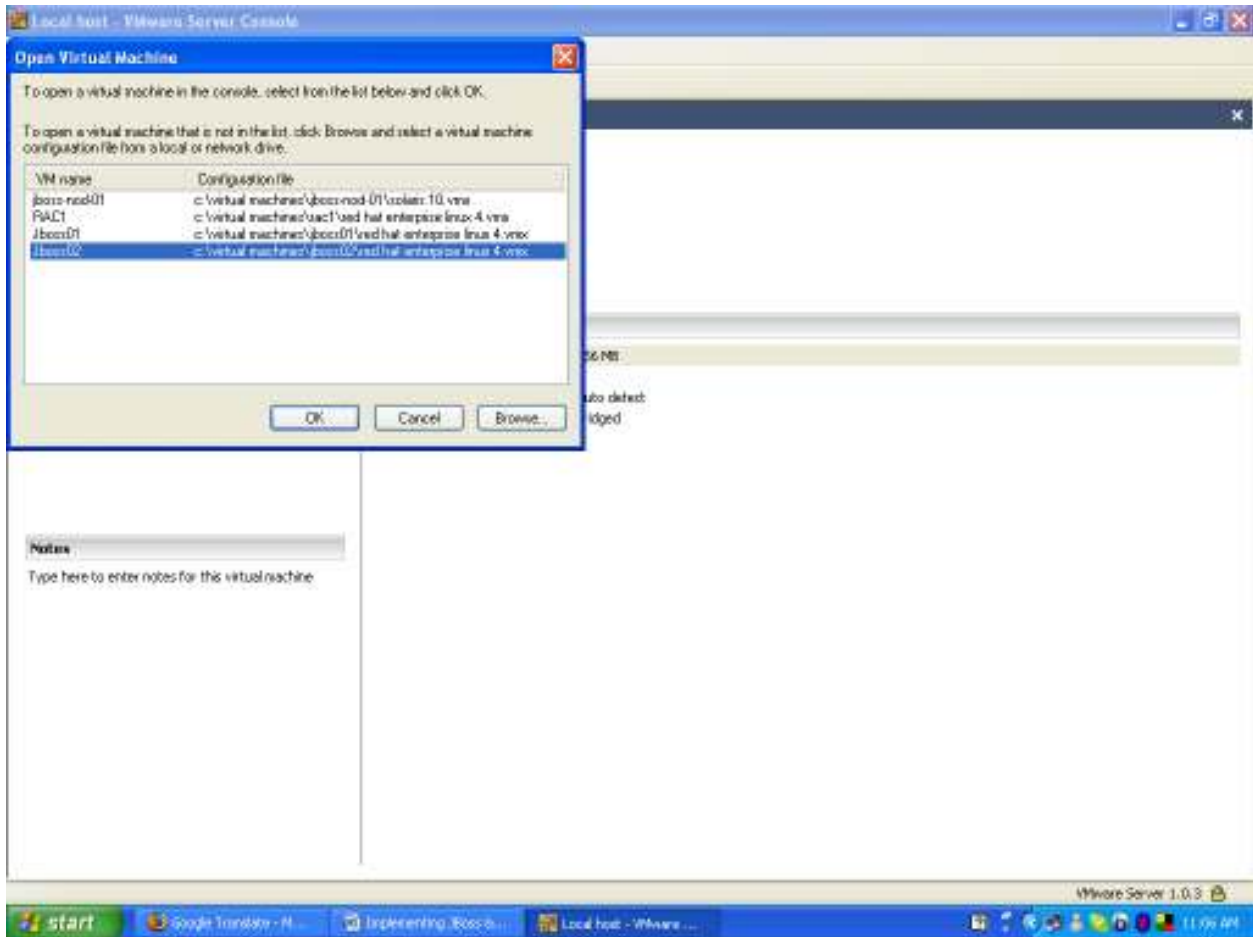 Local host - VMware Server Console
Open Virtual Machine
To open a virtual machine in the console, select from the list below and click OK.
To open a virtual machine that is not in the list, click Browse and select a virtual machine
configuration file from a local or network drive.
VM name Configuration file
jboss-nod-01 c:\virtual machines\jboss-nod-01\solaris 10.vmx
RAC1 c:\virtual machines\rac1\red hat enterprise linux 4.vmx
Jboss01 c:\virtual machines\jboss01\red hat enterprise linux 4.vmx
Jboss02 c:\virtual machines\jboss02\red hat enterprise linux 4.vmx
56 MB
uto detect
idged
OK Cancel Browse...
Notes
Type here to enter notes for this virtual machine
VMware Server 1.0.3
start Google Translate - M... Implementing JBoss o... Local host - VMware ... 11:06 AM